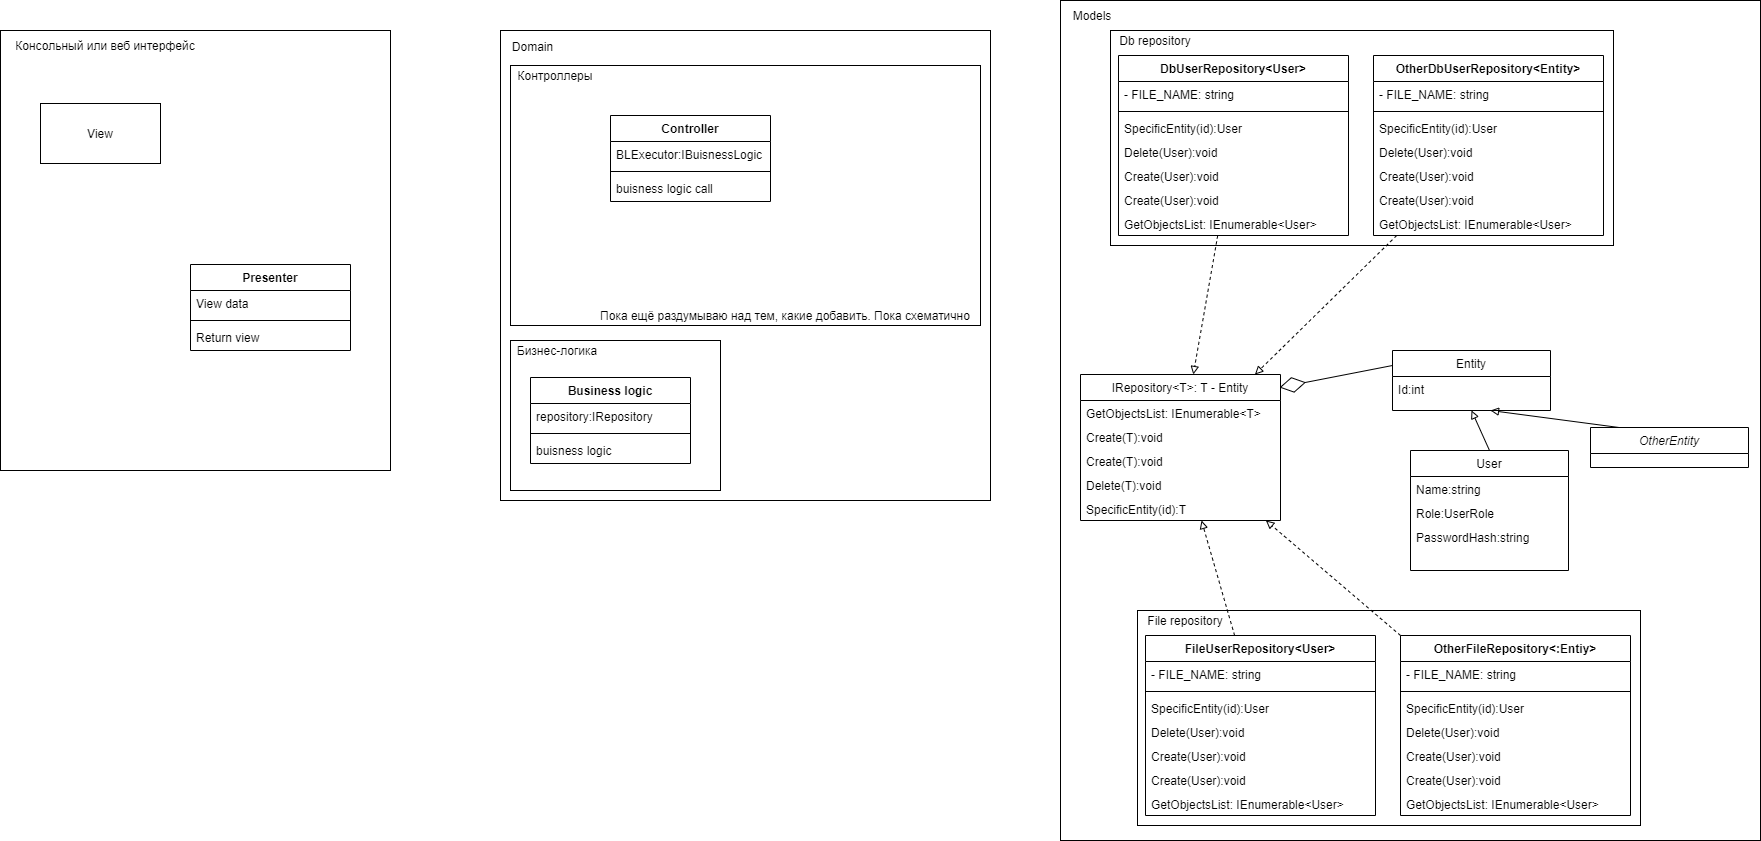 Консольный или веб интерфейс
View
Presenter
View data
Return view
Domain
Контроллеры
Controller
BLExecutor:IBuisnessLogic
buisness logic call
Пока ещё раздумываю над тем, какие добавить. Пока схематично
Бизнес-логика
Business logic
repository:IRepository
buisness logic
Models
Db repository
DbUserRepository<User>
- FILE_NAME: string
SpecificEntity(id):User
Delete(User):void
Create(User):void
Create(User):void
GetObjectsList: IEnumerable<User>
OtherDbUserRepository<Entity>
- FILE_NAME: string
SpecificEntity(id):User
Delete(User):void
Create(User):void
Create(User):void
GetObjectsList: IEnumerable<User>
IRepository<T>: T - Entity
GetObjectsList: IEnumerable<T>
Create(T):void
Create(T):void
Delete(T):void
SpecificEntity(id):T
Entity
Id:int
OtherEntity
User
Name:string
Role:UserRole
PasswordHash:string
File repository
FileUserRepository<User>
- FILE_NAME: string
SpecificEntity(id):User
Delete(User):void
Create(User):void
Create(User):void
GetObjectsList: IEnumerable<User>
OtherFileRepository<:Entiy>
- FILE_NAME: string
SpecificEntity(id):User
Delete(User):void
Create(User):void
Create(User):void
GetObjectsList: IEnumerable<User>